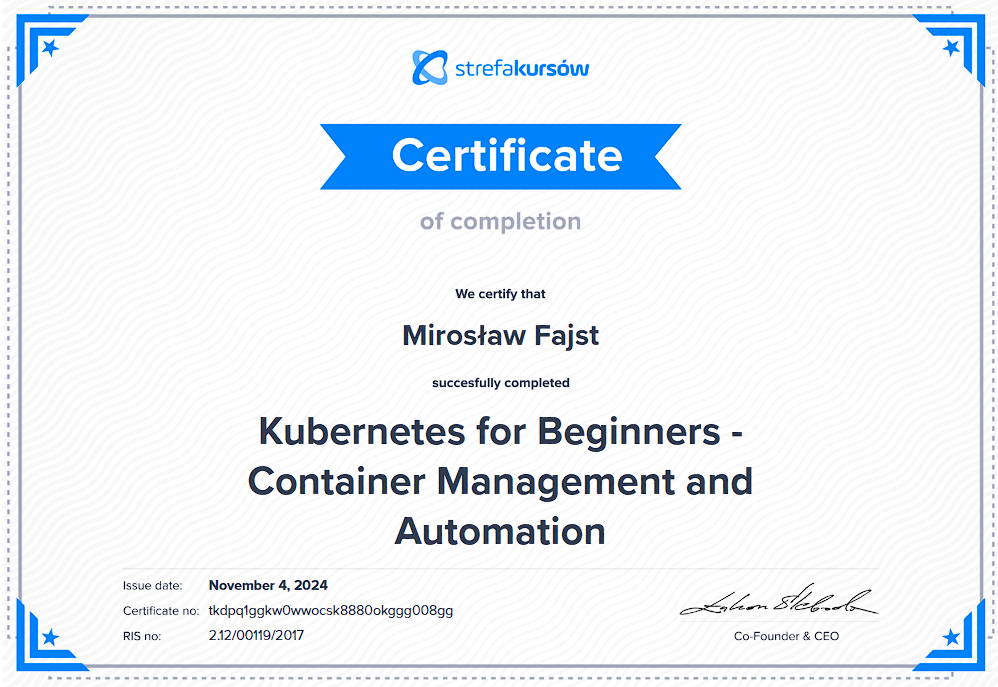 strefakursów
Certificate
of completion
We certify that
Mirosław Fajst
succesfully completed
Kubernetes for Beginners -
Container Management and
Automation
Issue date: November 4, 2024
Certificate no: tkdpq1ggkw0wwocsk8880okggg008gg
RIS no: 2.12/00119/2017
Co-Founder & CEO